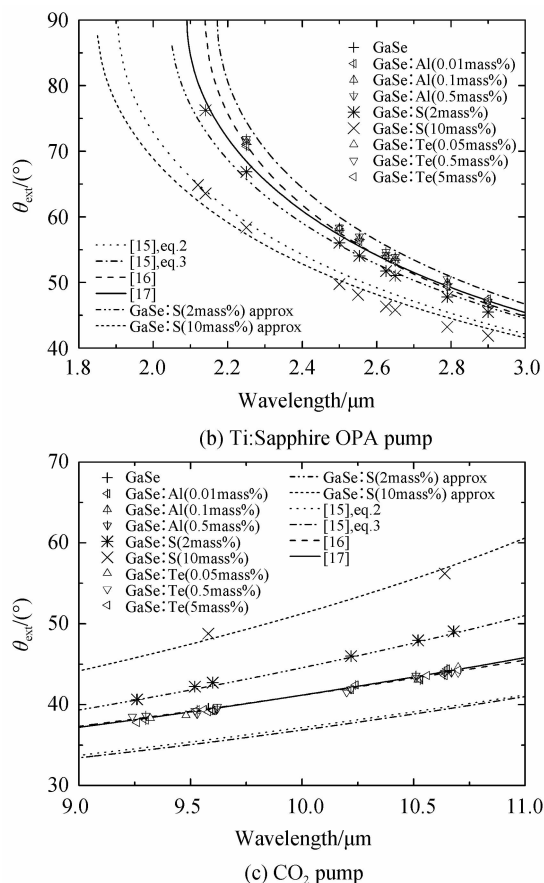 90
80
70
60
50
40
θext/(°)
GaSe
GaSe:Al(0.01mass%)
GaSe:Al(0.1mass%)
GaSe:Al(0.5mass%)
GaSe:S(2mass%)
GaSe:S(10mass%)
GaSe:Te(0.05mass%)
GaSe:Te(0.5mass%)
GaSe:Te(5mass%)
[15],eq.2
[15],eq.3
[16]
[17]
GaSe:S(2mass%) approx
GaSe:S(10mass%) approx
1.8 2.0 2.2 2.4 2.6 2.8 3.0
Wavelength/μm
(b) Ti:Sapphire OPA pump
70
60
50
40
30
θext/(°)
GaSe
GaSe:Al(0.01mass%)
GaSe:Al(0.1mass%)
GaSe:Al(0.5mass%)
GaSe:S(2mass%)
GaSe:S(10mass%)
GaSe:Te(0.05mass%)
GaSe:Te(0.5mass%)
GaSe:Te(5mass%)
GaSe:S(2mass%) approx
GaSe:S(10mass%) approx
[15],eq.2
[15],eq.3
[16]
[17]
9.0 9.5 10.0 10.5 11.0
Wavelength/μm
(c) CO₂ pump